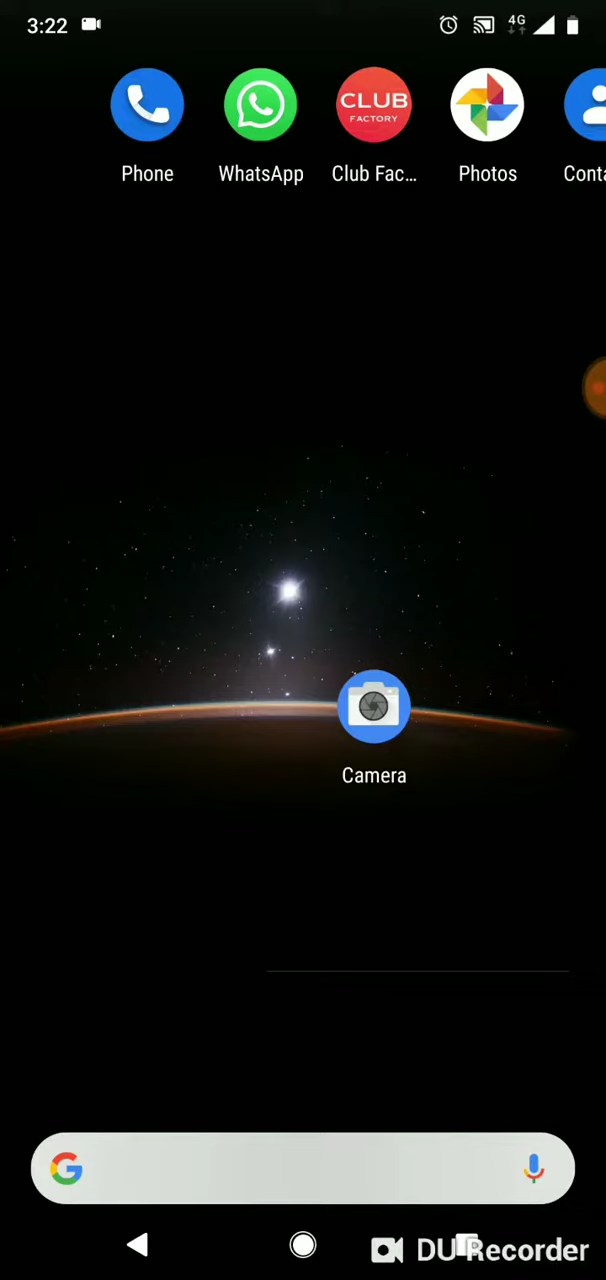 3:22
4G
CLUB
FACTORY
Phone
WhatsApp
Club Fac...
Photos
Conta
Camera
DU Recorder